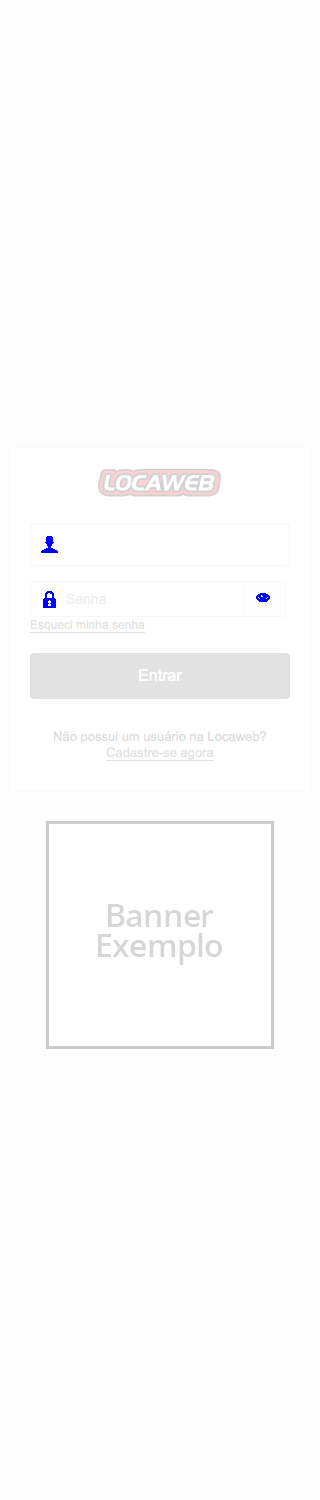 LOCAWEB
Senha
Esqueci minha senha
Entrar
Não possui um usuário na Locaweb?
Cadastre-se agora
Banner
Exemplo